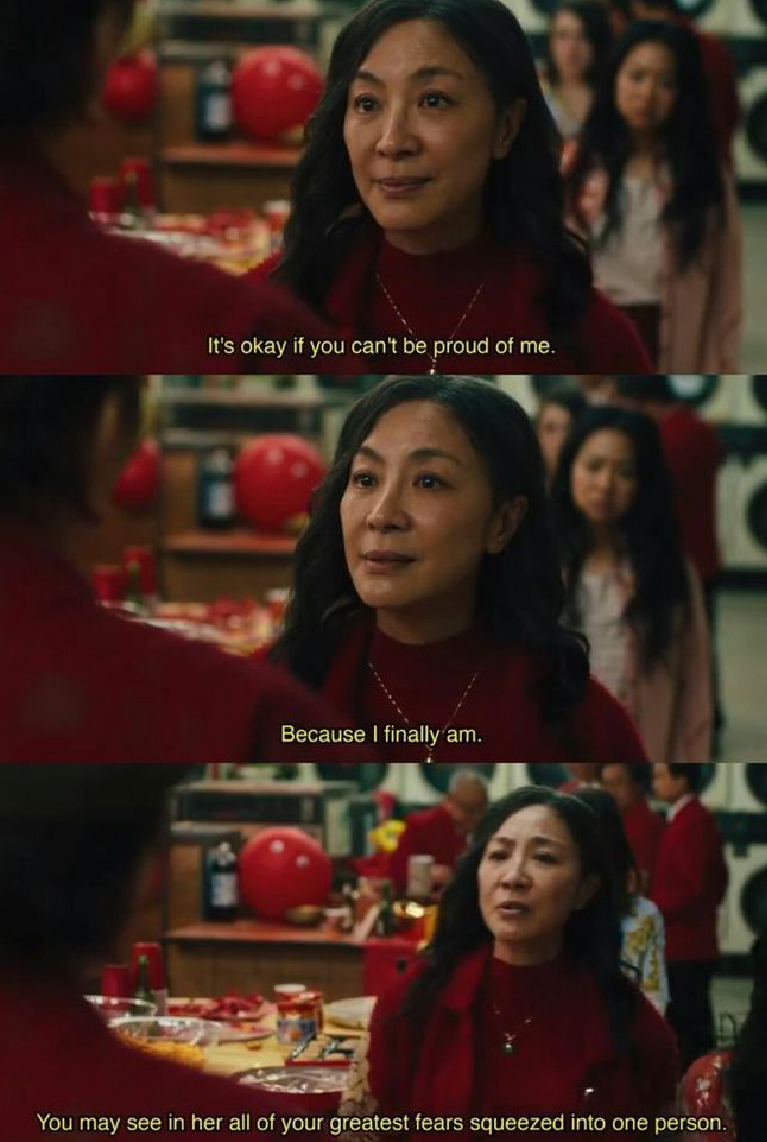 It's okay if you can't be proud of me.
Because I finally am.
You may see in her all of your greatest fears squeezed into one person.